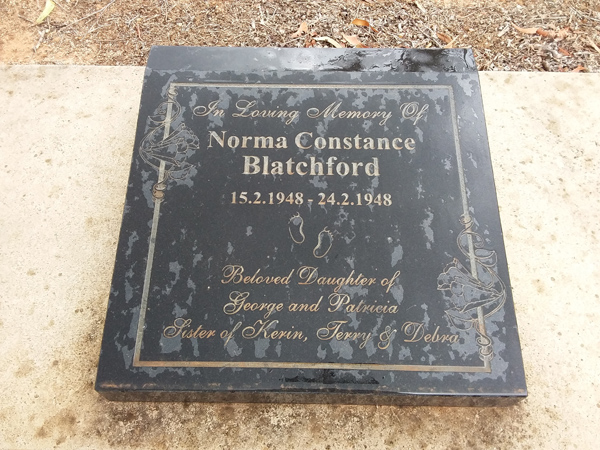 In Loving Memory Of
Norma Constance
Blatchford
15.2.1948 - 24.2.1948
Beloved Daughter of
George and Patricia
Sister of Kerin, Terry & Debra